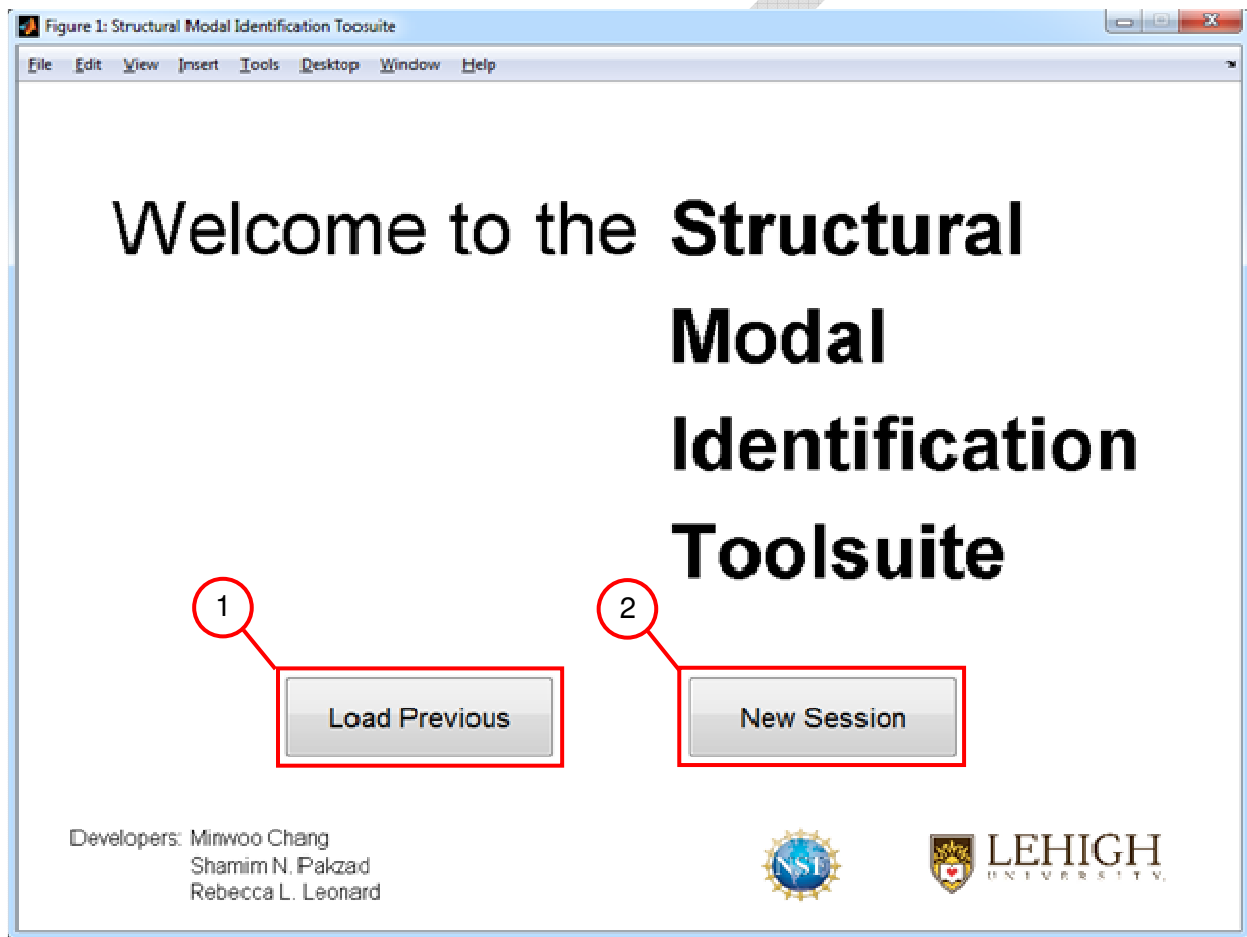 Figure 1: Structural Modal Identification Toosuite
File Edit View Insert Tools Desktop Window Help
Welcome to the Structural
Modal
Identification
Toolsuite
1
2
Load Previous
New Session
Developers: Minwoo Chang
Shamim N. Pakzad
Rebecca L. Leonard
NSF
LEHIGH
UNIVERSITY.